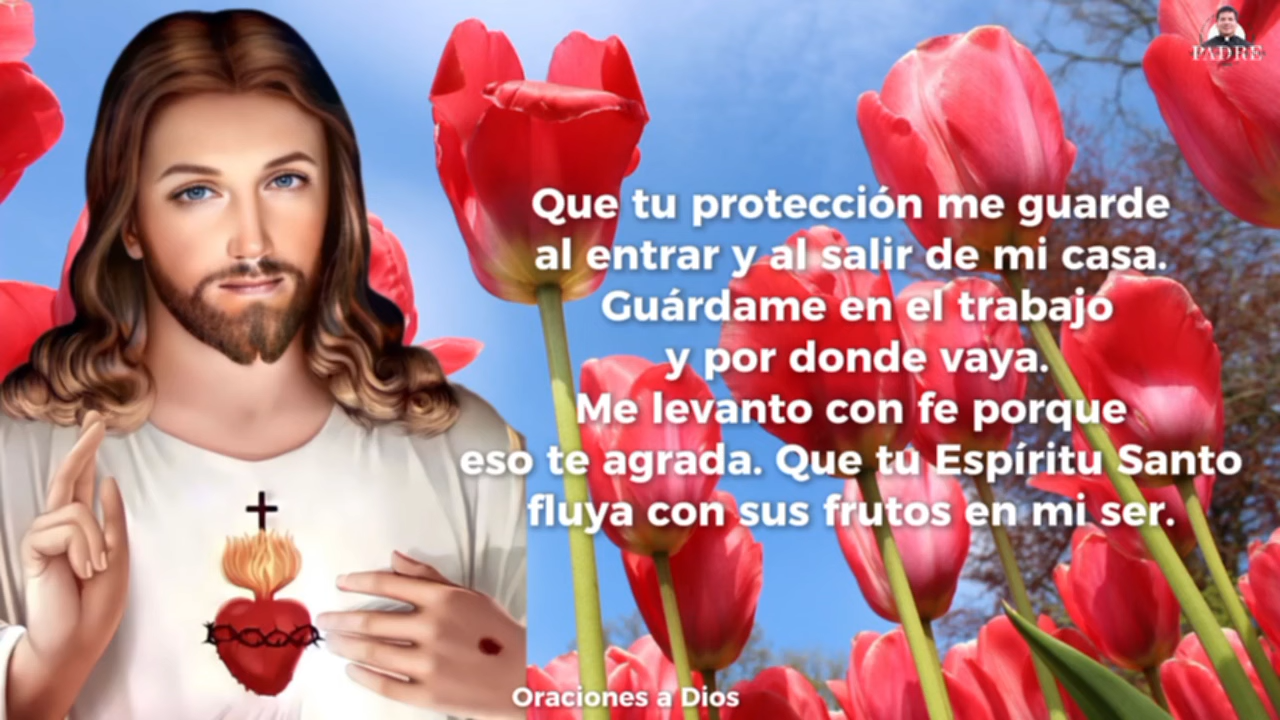 PADRE
Que tu protección me guarde
al entrar y al salir de mi casa.
Guárdame en el trabajo
y por donde vaya.
Me levanto con fe porque
eso te agrada. Que tu Espíritu Santo
fluya con sus frutos en mi ser.
Oraciones a Dios